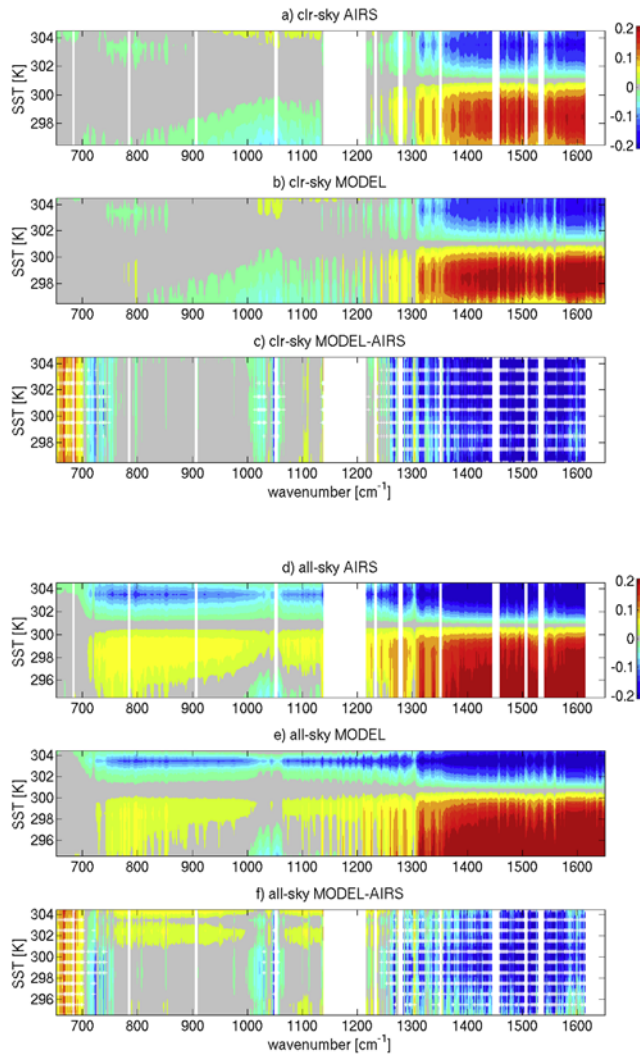 a) clr-sky AIRS
SST [K]
304
302
300
298
700 800 900 1000 1100 1200 1300 1400 1500 1600
0.2
0.1
0
-0.1
-0.2
b) clr-sky MODEL
SST [K]
304
302
300
298
700 800 900 1000 1100 1200 1300 1400 1500 1600
c) clr-sky MODEL-AIRS
SST [K]
304
302
300
298
700 800 900 1000 1100 1200 1300 1400 1500 1600
wavenumber [cm⁻¹]
d) all-sky AIRS
SST [K]
304
302
300
298
296
700 800 900 1000 1100 1200 1300 1400 1500 1600
0.2
0.1
0
-0.1
-0.2
e) all-sky MODEL
SST [K]
304
302
300
298
296
700 800 900 1000 1100 1200 1300 1400 1500 1600
f) all-sky MODEL-AIRS
SST [K]
304
302
300
298
296
700 800 900 1000 1100 1200 1300 1400 1500 1600
wavenumber [cm⁻¹]